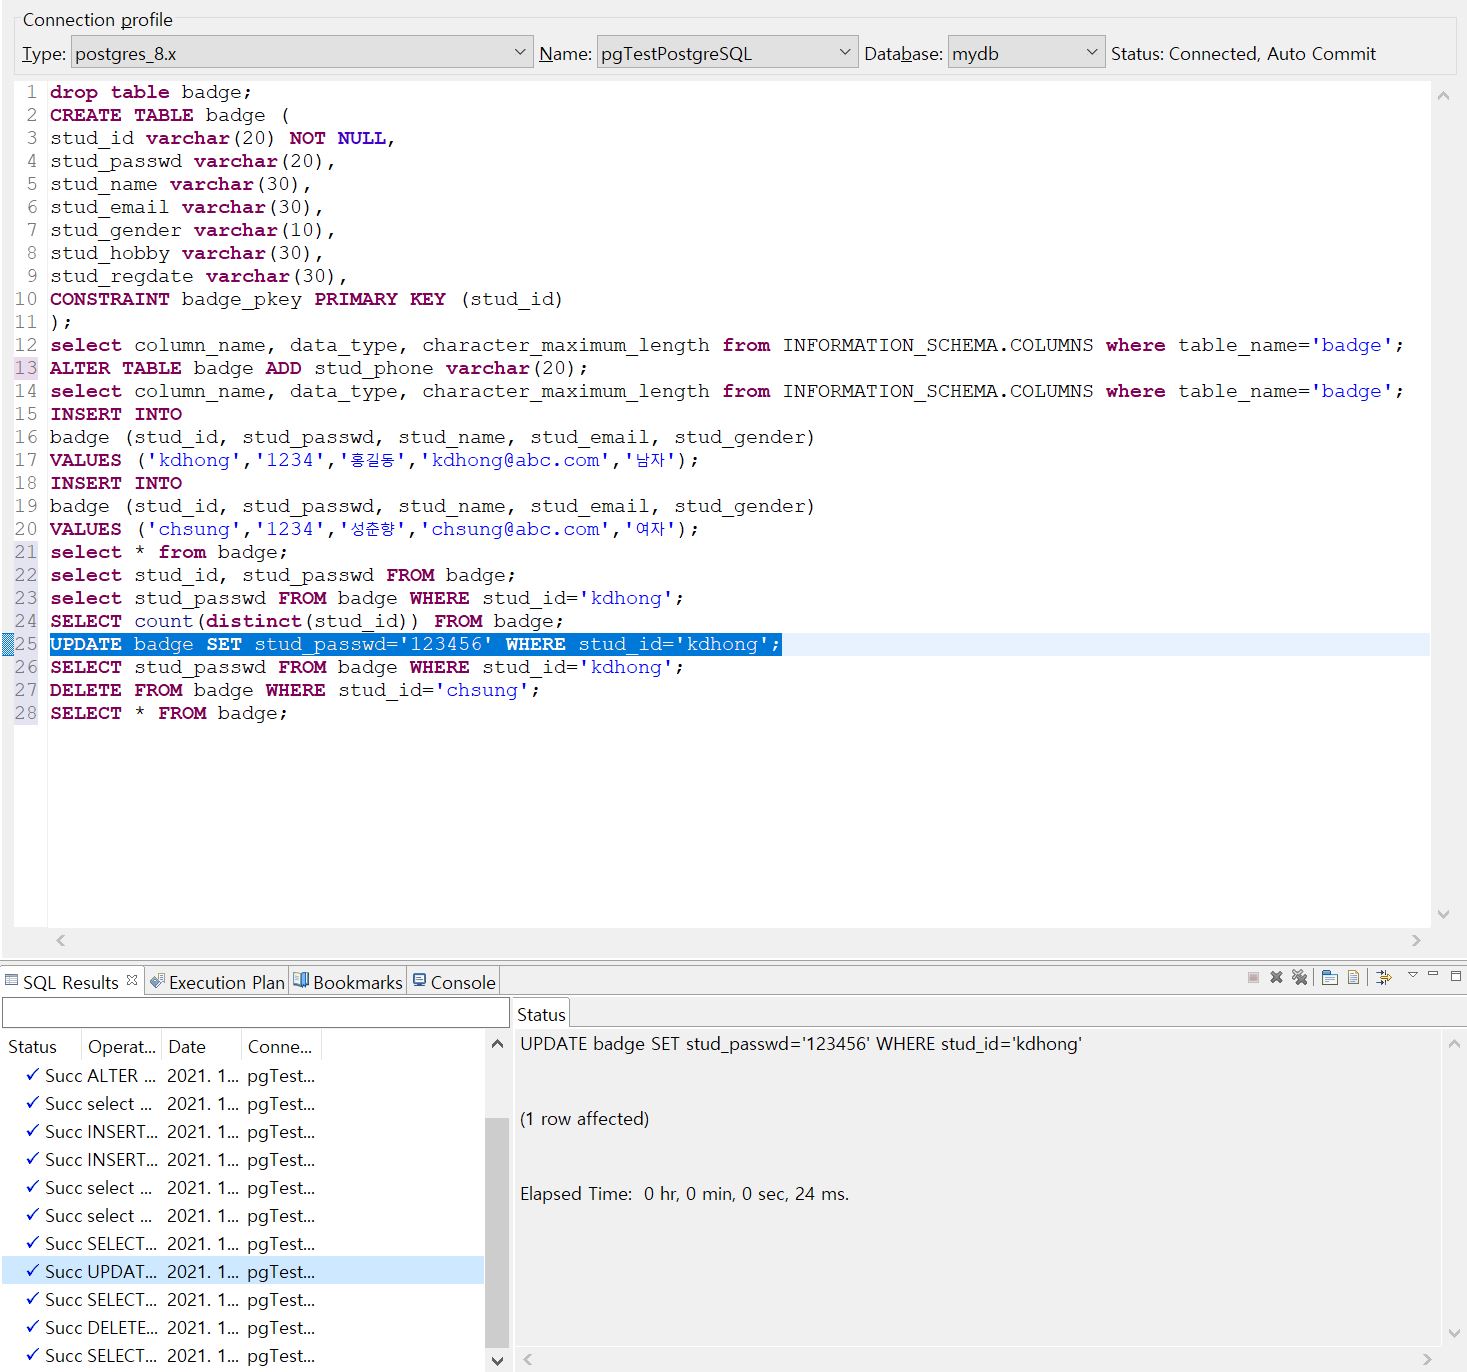 Connection profile
Type: postgres_8.x Name: pgTestPostgreSQL Database: mydb Status: Connected, Auto Commit
1 drop table badge;
2 CREATE TABLE badge (
3 stud_id varchar(20) NOT NULL,
4 stud_passwd varchar(20),
5 stud_name varchar(30),
6 stud_email varchar(30),
7 stud_gender varchar(10),
8 stud_hobby varchar(30),
9 stud_regdate varchar(30),
10 CONSTRAINT badge_pkey PRIMARY KEY (stud_id)
11 );
12 select column_name, data_type, character_maximum_length from INFORMATION_SCHEMA.COLUMNS where table_name='badge';
13 ALTER TABLE badge ADD stud_phone varchar(20);
14 select column_name, data_type, character_maximum_length from INFORMATION_SCHEMA.COLUMNS where table_name='badge';
15 INSERT INTO
16 badge (stud_id, stud_passwd, stud_name, stud_email, stud_gender)
17 VALUES ('kdhong','1234','홍길동','kdhong@abc.com','남자');
18 INSERT INTO
19 badge (stud_id, stud_passwd, stud_name, stud_email, stud_gender)
20 VALUES ('chsung','1234','성춘향','chsung@abc.com','여자');
21 select * from badge;
22 select stud_id, stud_passwd FROM badge;
23 select stud_passwd FROM badge WHERE stud_id='kdhong';
24 SELECT count(distinct(stud_id)) FROM badge;
25 UPDATE badge SET stud_passwd='123456' WHERE stud_id='kdhong';
26 SELECT stud_passwd FROM badge WHERE stud_id='kdhong';
27 DELETE FROM badge WHERE stud_id='chsung';
28 SELECT * FROM badge;
SQL Results Execution Plan Bookmarks Console
Status Operat... Date Conne...
Succ ALTER ... 2021. 1... pgTest...
Succ select ... 2021. 1... pgTest...
Succ INSERT... 2021. 1... pgTest...
Succ INSERT... 2021. 1... pgTest...
Succ select ... 2021. 1... pgTest...
Succ select ... 2021. 1... pgTest...
Succ SELECT... 2021. 1... pgTest...
Succ UPDAT... 2021. 1... pgTest...
Succ SELECT... 2021. 1... pgTest...
Succ DELETE... 2021. 1... pgTest...
Succ SELECT... 2021. 1... pgTest...
Status
UPDATE badge SET stud_passwd='123456' WHERE stud_id='kdhong'
(1 row affected)
Elapsed Time:  0 hr, 0 min, 0 sec, 24 ms.